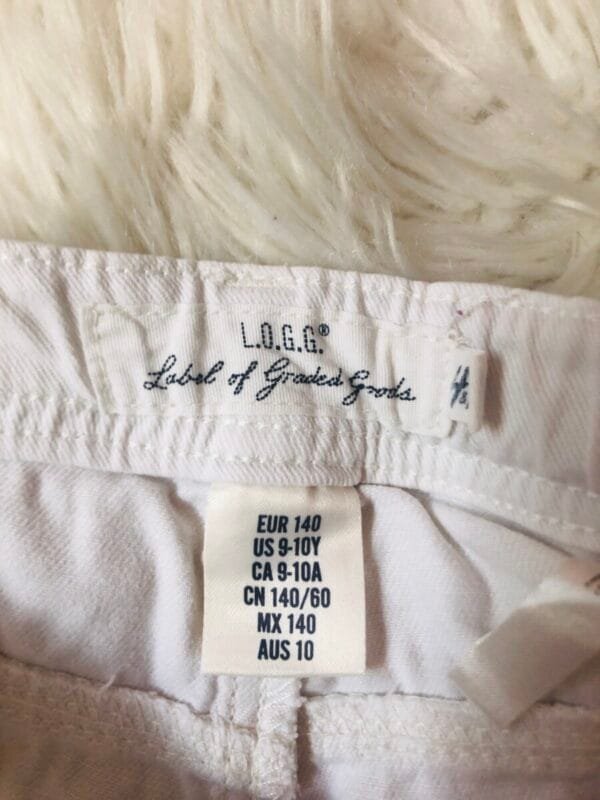 L.O.G.G.®
Label of Graded Goods
EUR 140
US 9-10Y
CA 9-10A
CN 140/60
MX 140
AUS 10